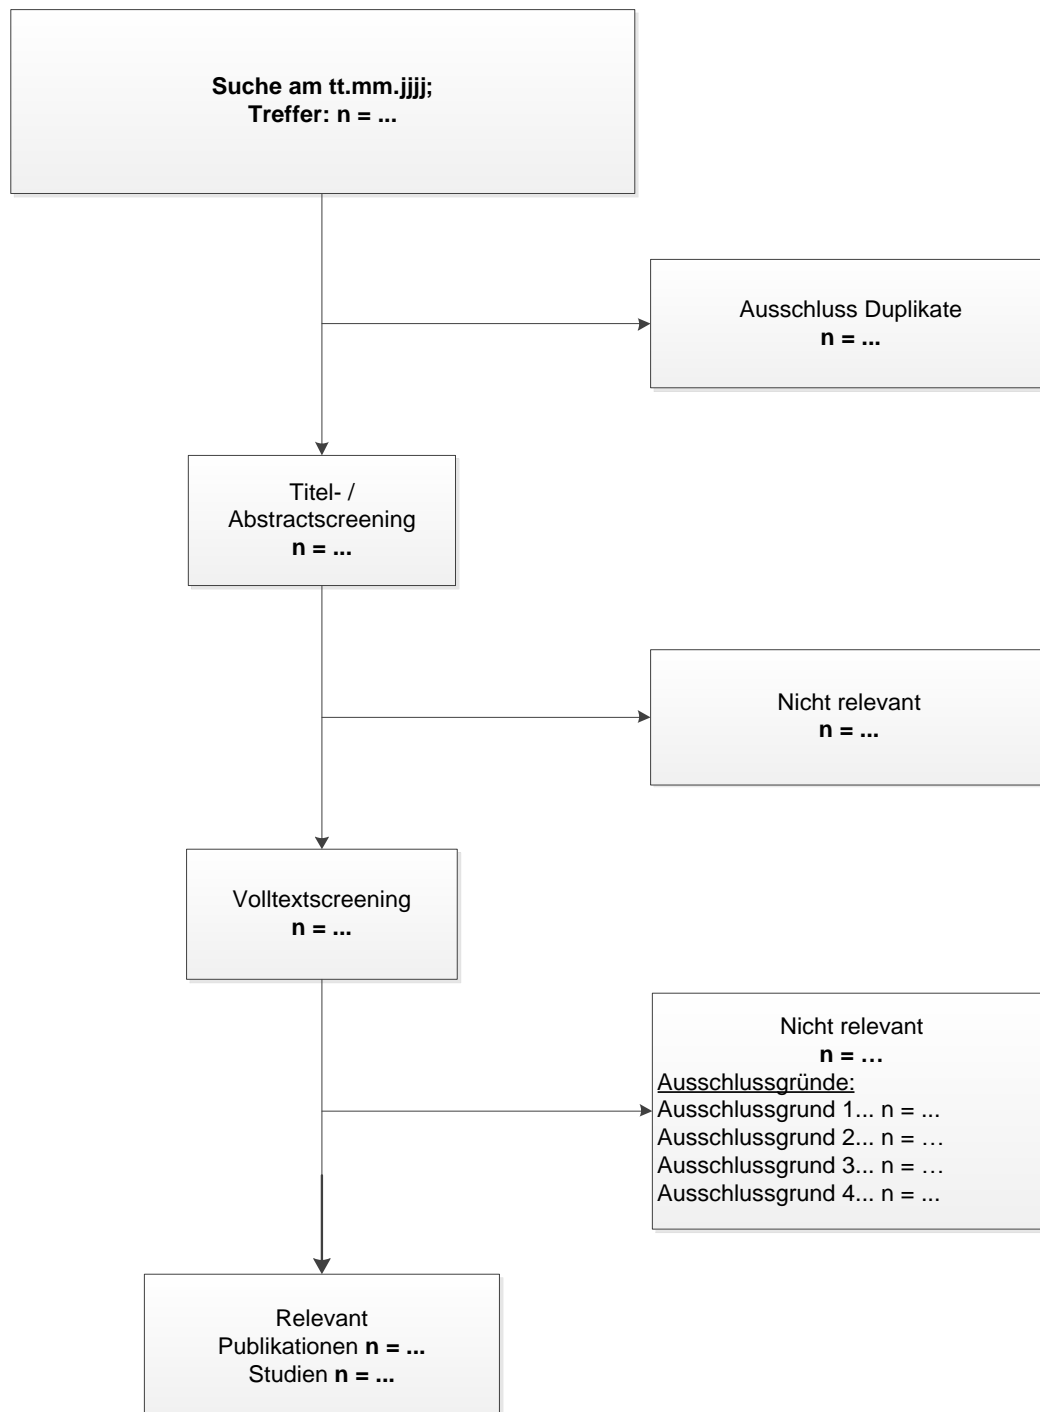 Suche am tt.mm.jjjj;
Treffer: n = ...
Ausschluss Duplikate
n = ...
Titel- /
Abstractscreening
n = ...
Nicht relevant
n = ...
Volltextscreening
n = ...
Nicht relevant
n = …
Ausschlussgründe:
Ausschlussgrund 1... n = ...
Ausschlussgrund 2... n = …
Ausschlussgrund 3... n = …
Ausschlussgrund 4... n = ...
Relevant
Publikationen n = ...
Studien n = ...